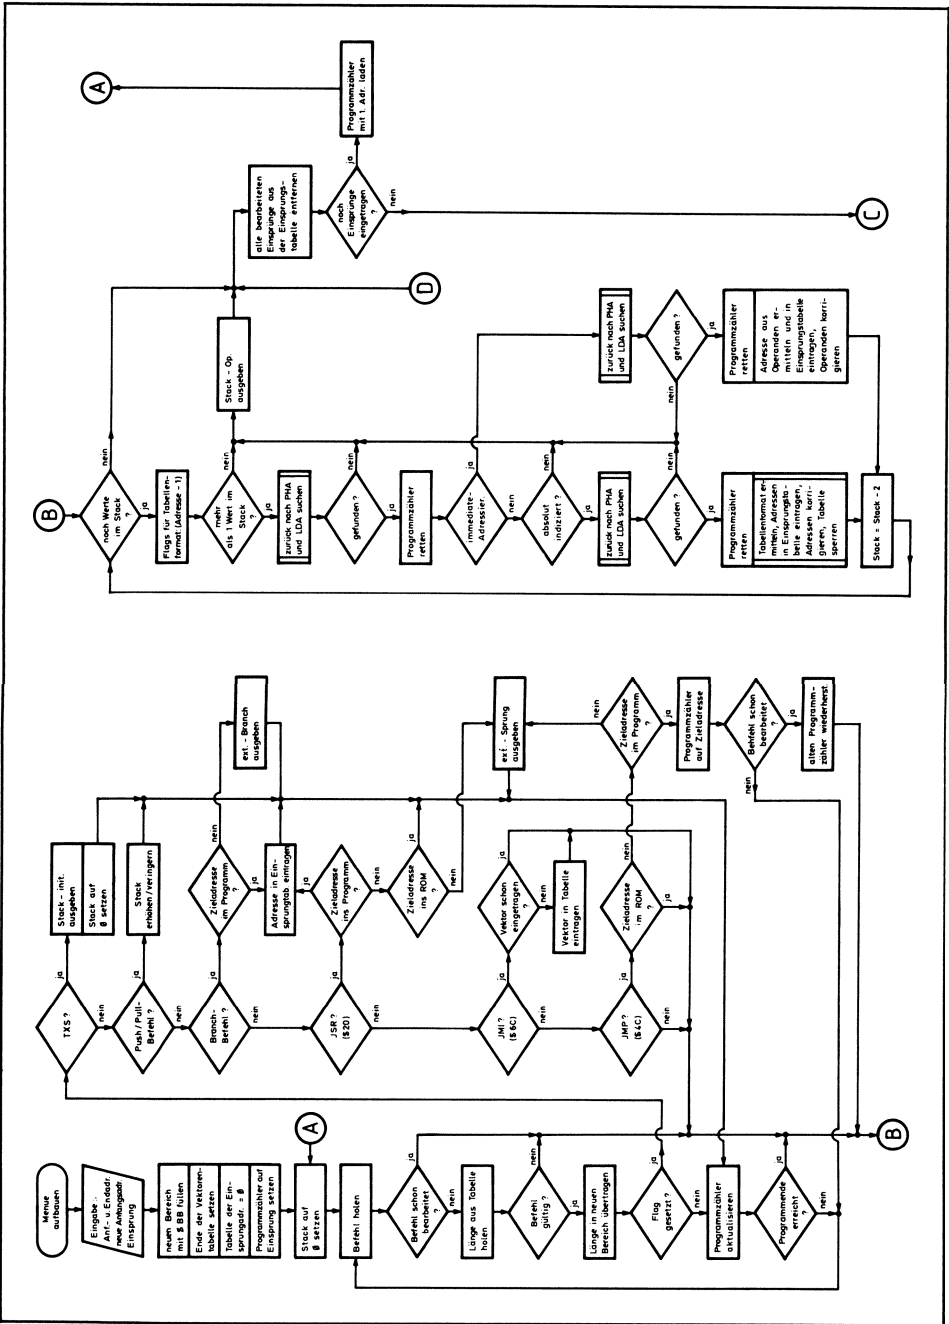 Menue
aufbauen
Eingabe :
Anf.- u. Endadr.
neue Anfangsadr.
Einsprung
neuen Bereich
mit $ BB füllen
Ende der Vektoren-
tabelle setzen
Tabelle der Ein-
sprungadr. = Ø
Programmzähler auf
Einsprung setzen
A
Stack auf
Ø setzen
Befehl holen
Befehl schon
bearbeitet
?
ja
nein
Länge aus Tabelle
holen
Befehl
gültig ?
nein
ja
Länge in neuen
Bereich übertragen
Flag
gesetzt ?
ja
nein
Programmzähler
aktualisieren
Programmende
erreicht ?
ja
nein
B
TXS ?
ja
nein
Stack - init.
ausgeben
Stack auf
Ø setzen
Push / Pull-
Befehl ?
ja
nein
Stack
erhöhen/veringern
Branch-
Befehl ?
ja
nein
Zieladresse
im Programm
?
nein
ja
ext. - Branch
ausgeben
Adresse in Ein-
sprungtab eintragen
JSR ?
($20)
ja
nein
Zieladresse
ins Programm
?
ja
nein
Zieladresse
ins ROM
?
ja
nein
ext. - Sprung
ausgeben
JMI ?
($6C)
ja
nein
Vektor schon
eingetragen
?
ja
nein
Vektor in Tabelle
eintragen
JMP ?
($4C)
ja
nein
Zieladresse
im ROM
?
nein
ja
Zieladresse
im Programm
?
nein
ja
Programmzähler
auf Zieladresse
Behfehl schon
bearbeitet
?
nein
ja
alten Programm-
zähler wiederherst.
B
noch Werte
im Stack
?
nein
ja
Flags für Tabellen-
format (Adresse - 1)
mehr
als 1 Wert im
Stack
?
nein
ja
Stack - Op.
ausgeben
zurück nach PHA
und LDA suchen
gefunden ?
nein
ja
Programmzähler
retten
immediate-
Adressier.
?
ja
nein
absolut
indiziert ?
nein
ja
zurück nach PHA
und LDA suchen
gefunden ?
nein
ja
Programmzähler
retten
Tabellenformat er-
mitteln, Adressen
in Einsprungsta-
belle eintragen,
Adressen korri-
gieren, Tabelle
sperren
Stack = Stack - 2
zurück nach PHA
und LDA suchen
gefunden ?
nein
ja
Programmzähler
retten
Adresse aus
Operanden er-
mitteln und in
Einsprungstabelle
eintragen,
Operanden korri-
gieren
D
alle bearbeiteten
Einsprünge aus
der Einsprungs-
tabelle entfernen
noch
Einsprünge
eingetragen
?
ja
nein
Programmzähler
mit 1. Adr. laden
A
C